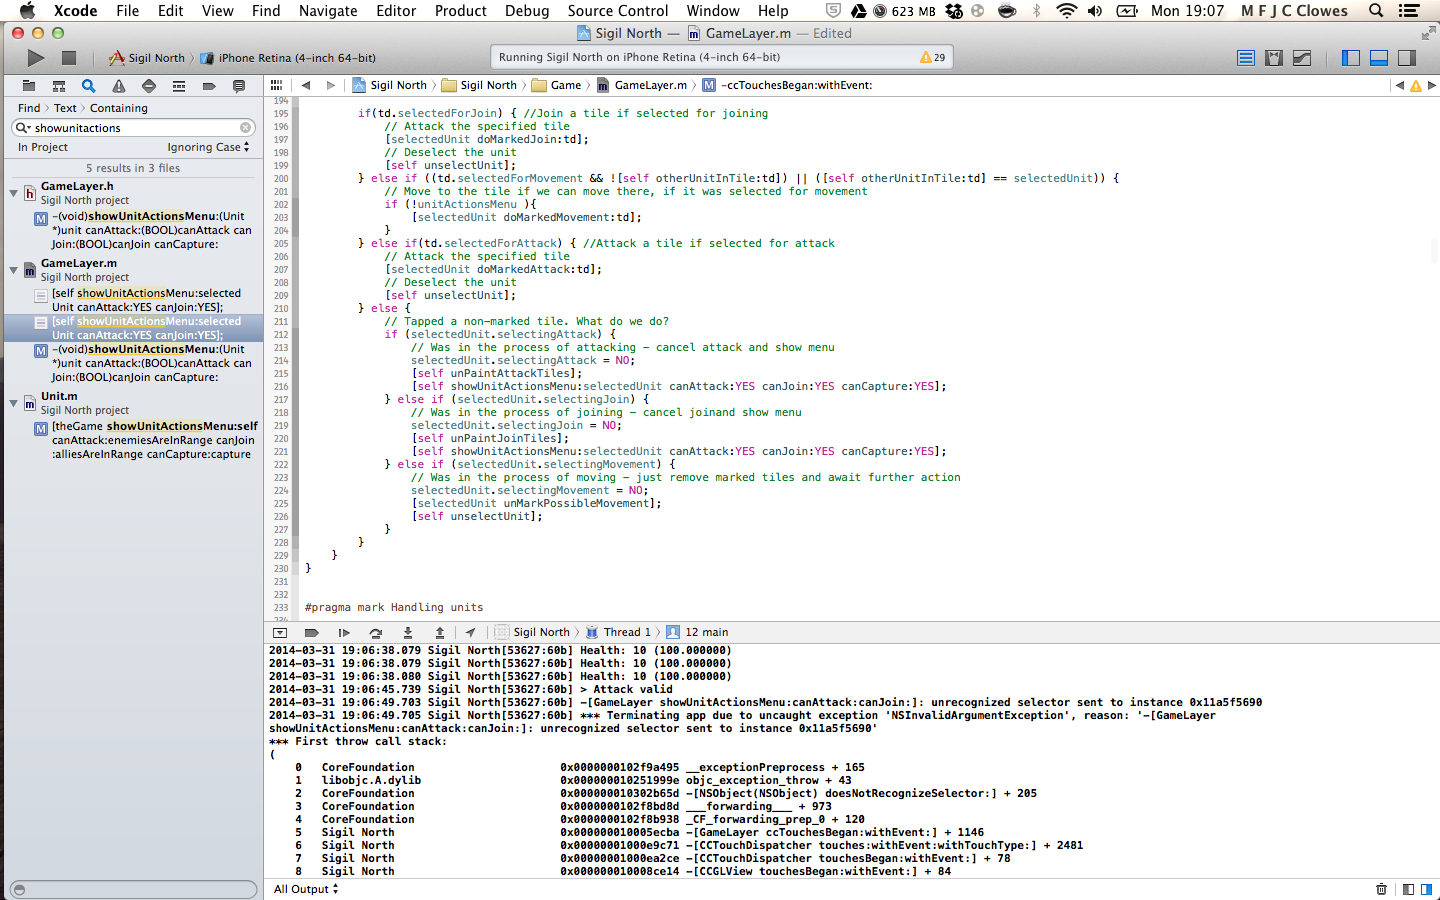 Xcode File Edit View Find Navigate Editor Product Debug Source Control Window Help 623 MB Mon 19:07 M F J C Clowes
Sigil North — GameLayer.m — Edited
Sigil North › iPhone Retina (4-inch 64-bit)
Running Sigil North on iPhone Retina (4-inch 64-bit)
29
Sigil North › Sigil North › Game › GameLayer.m › -ccTouchesBegan:withEvent:
Find › Text › Containing
showunitactions
In Project Ignoring Case
5 results in 3 files
GameLayer.h
Sigil North project
-(void)showUnitActionsMenu:(Unit
*)unit canAttack:(BOOL)canAttack can
Join:(BOOL)canJoin canCapture:
GameLayer.m
Sigil North project
[self showUnitActionsMenu:selected
Unit canAttack:YES canJoin:YES];
[self showUnitActionsMenu:selected
Unit canAttack:YES canJoin:YES];
-(void)showUnitActionsMenu:(Unit
*)unit canAttack:(BOOL)canAttack can
Join:(BOOL)canJoin canCapture:
Unit.m
Sigil North project
[theGame showUnitActionsMenu:self
canAttack:enemiesAreInRange canJoin
:alliesAreInRange canCapture:capture
194
195 if(td.selectedForJoin) { //Join a tile if selected for joining
196 // Attack the specified tile
197 [selectedUnit doMarkedJoin:td];
198 // Deselect the unit
199 [self unselectUnit];
200 } else if ((td.selectedForMovement && ![self otherUnitInTile:td]) || ([self otherUnitInTile:td] == selectedUnit)) {
201 // Move to the tile if we can move there, if it was selected for movement
202 if (!unitActionsMenu ){
203 [selectedUnit doMarkedMovement:td];
204 }
205 } else if(td.selectedForAttack) { //Attack a tile if selected for attack
206 // Attack the specified tile
207 [selectedUnit doMarkedAttack:td];
208 // Deselect the unit
209 [self unselectUnit];
210 } else {
211 // Tapped a non-marked tile. What do we do?
212 if (selectedUnit.selectingAttack) {
213 // Was in the process of attacking - cancel attack and show menu
214 selectedUnit.selectingAttack = NO;
215 [self unPaintAttackTiles];
216 [self showUnitActionsMenu:selectedUnit canAttack:YES canJoin:YES canCapture:YES];
217 } else if (selectedUnit.selectingJoin) {
218 // Was in the process of joining - cancel joinand show menu
219 selectedUnit.selectingJoin = NO;
220 [self unPaintJoinTiles];
221 [self showUnitActionsMenu:selectedUnit canAttack:YES canJoin:YES canCapture:YES];
222 } else if (selectedUnit.selectingMovement) {
223 // Was in the process of moving - just remove marked tiles and await further action
224 selectedUnit.selectingMovement = NO;
225 [selectedUnit unMarkPossibleMovement];
226 [self unselectUnit];
227 }
228 }
229 }
230 }
231
232
233 #pragma mark Handling units
Sigil North › Thread 1 › 12 main
2014-03-31 19:06:38.079 Sigil North[53627:60b] Health: 10 (100.000000)
2014-03-31 19:06:38.079 Sigil North[53627:60b] Health: 10 (100.000000)
2014-03-31 19:06:38.080 Sigil North[53627:60b] Health: 10 (100.000000)
2014-03-31 19:06:45.739 Sigil North[53627:60b] > Attack valid
2014-03-31 19:06:49.703 Sigil North[53627:60b] -[GameLayer showUnitActionsMenu:canAttack:canJoin:]: unrecognized selector sent to instance 0x11a5f5690
2014-03-31 19:06:49.705 Sigil North[53627:60b] *** Terminating app due to uncaught exception 'NSInvalidArgumentException', reason: '-[GameLayer
showUnitActionsMenu:canAttack:canJoin:]: unrecognized selector sent to instance 0x11a5f5690'
*** First throw call stack:
(
0 CoreFoundation 0x0000000102f9a495 __exceptionPreprocess + 165
1 libobjc.A.dylib 0x000000010251999e objc_exception_throw + 43
2 CoreFoundation 0x000000010302b65d -[NSObject(NSObject) doesNotRecognizeSelector:] + 205
3 CoreFoundation 0x0000000102f8bd8d ___forwarding___ + 973
4 CoreFoundation 0x0000000102f8b938 _CF_forwarding_prep_0 + 120
5 Sigil North 0x000000010005ecba -[GameLayer ccTouchesBegan:withEvent:] + 1146
6 Sigil North 0x00000001000e9c71 -[CCTouchDispatcher touches:withEvent:withTouchType:] + 2481
7 Sigil North 0x00000001000ea2ce -[CCTouchDispatcher touchesBegan:withEvent:] + 78
8 Sigil North 0x000000010008ce14 -[CCGLView touchesBegan:withEvent:] + 84
All Output